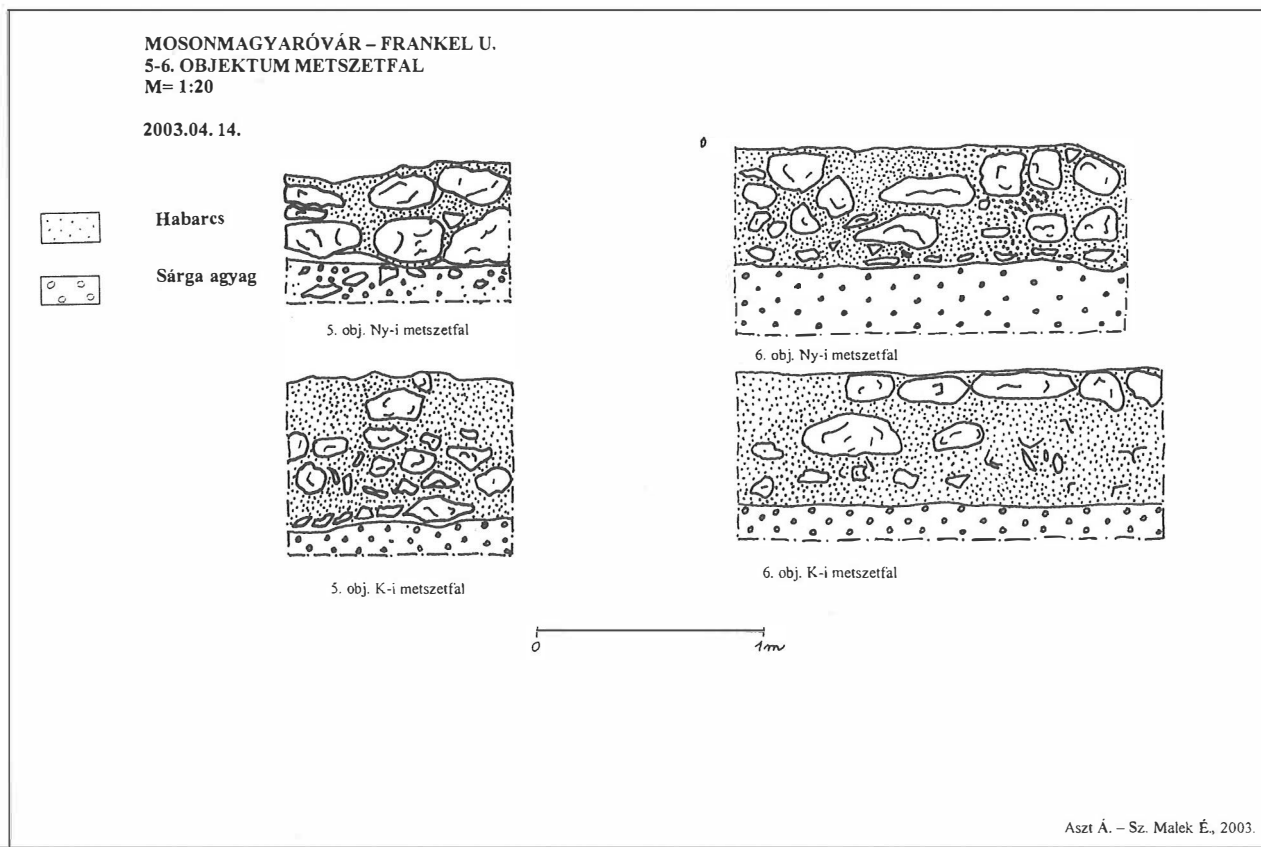 MOSONMAGYARÓVÁR – FRANKEL U.
5-6. OBJEKTUM METSZETFAL
M= 1:20
2003.04. 14.
Habarcs
Sárga agyag
5. obj. Ny-i metszetfal
6. obj. Ny-i metszetfal
5. obj. K-i metszetfal
6. obj. K-i metszetfal
0 1m
Aszt Á. – Sz. Malek É., 2003.